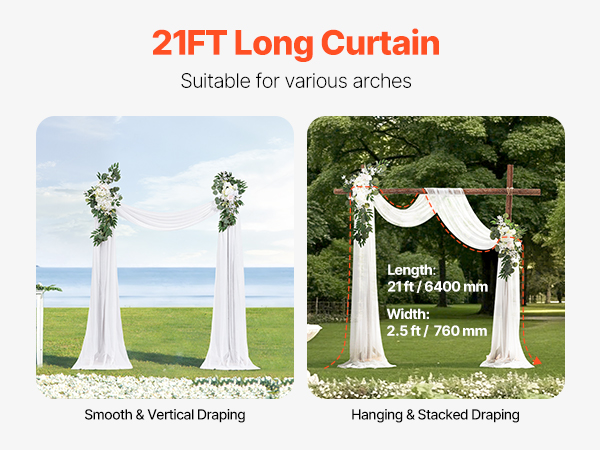 21FT Long Curtain
Suitable for various arches
Length:
21 ft / 6400 mm
Width:
2.5 ft / 760 mm
Smooth & Vertical Draping
Hanging & Stacked Draping